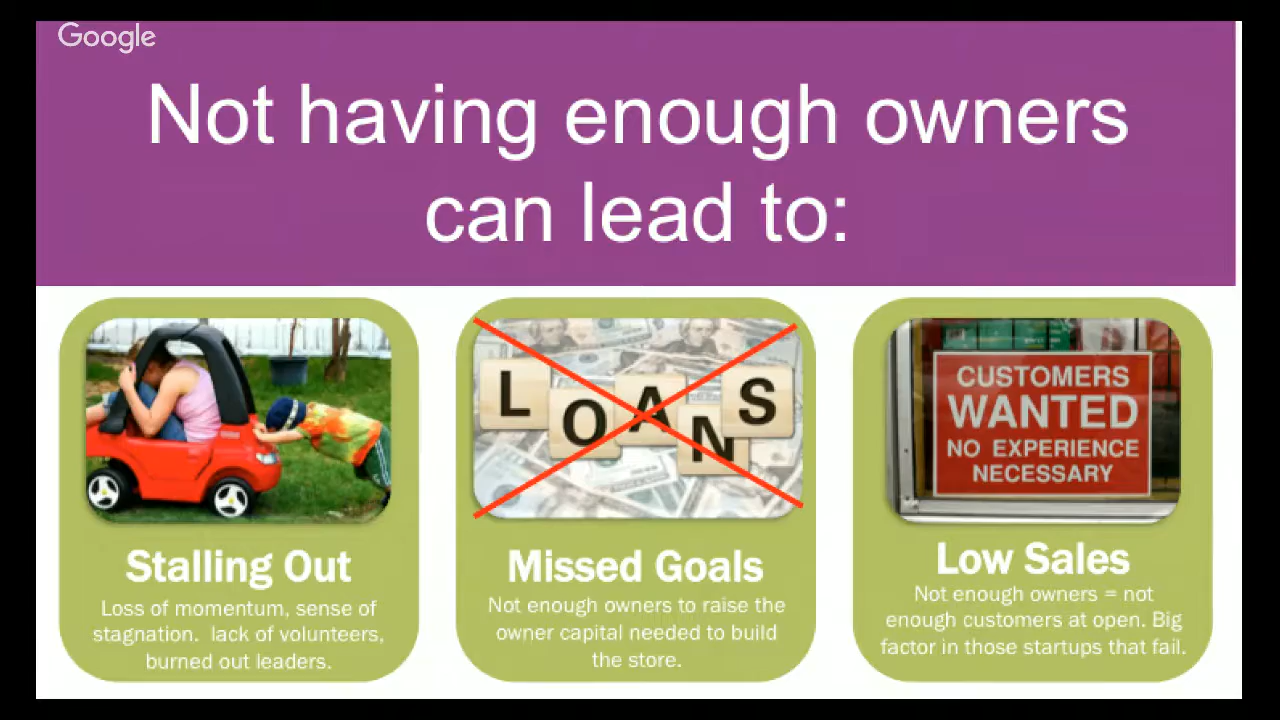 Google
Not having enough owners
can lead to:
LOANS
CUSTOMERS
WANTED
NO EXPERIENCE
NECESSARY
Stalling Out
Loss of momentum, sense of
stagnation. lack of volunteers,
burned out leaders.
Missed Goals
Not enough owners to raise the
owner capital needed to build
the store.
Low Sales
Not enough owners = not
enough customers at open. Big
factor in those startups that fail.